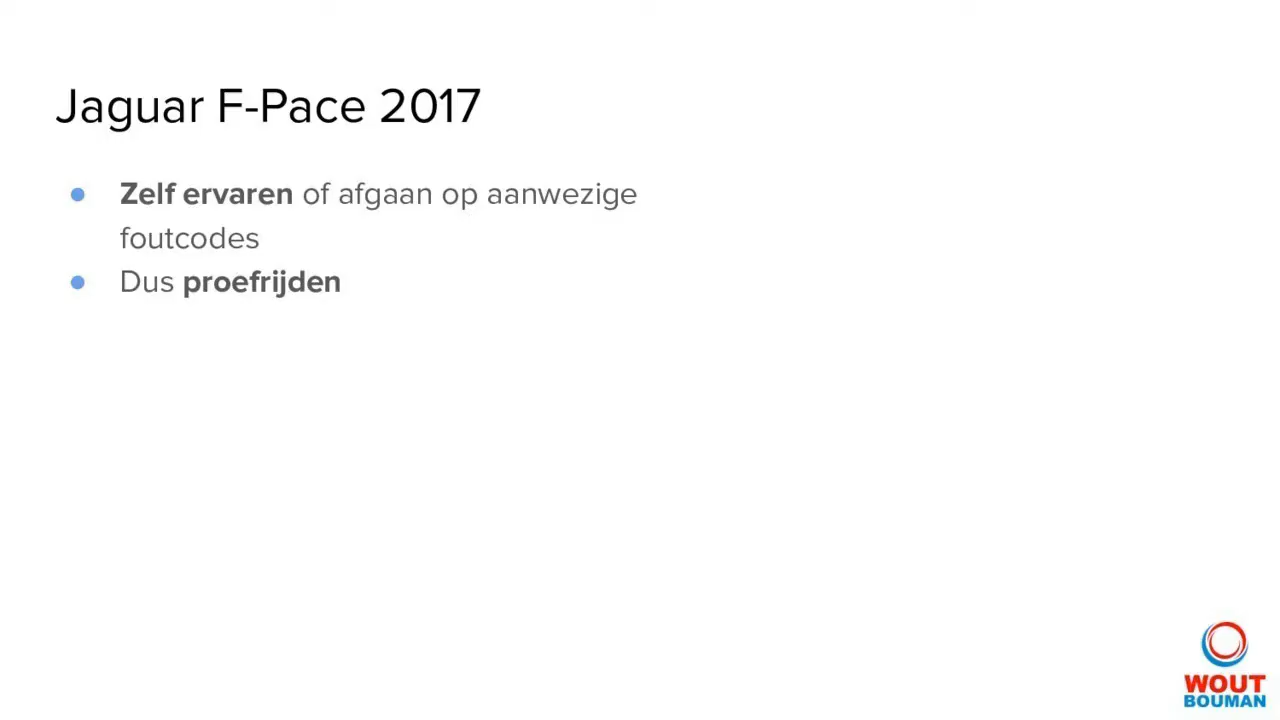 Jaguar F-Pace 2017
● Zelf ervaren of afgaan op aanwezige
foutcodes
● Dus proefrijden
WOUT
BOUMAN